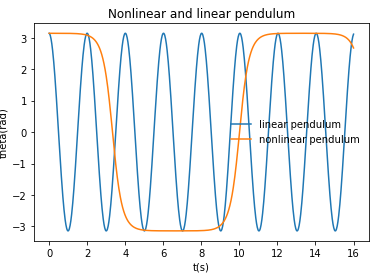 Nonlinear and linear pendulum
3
2
1
0
−1
−2
−3
theta(rad)
linear pendulum
nonlinear pendulum
0 2 4 6 8 10 12 14 16
t(s)